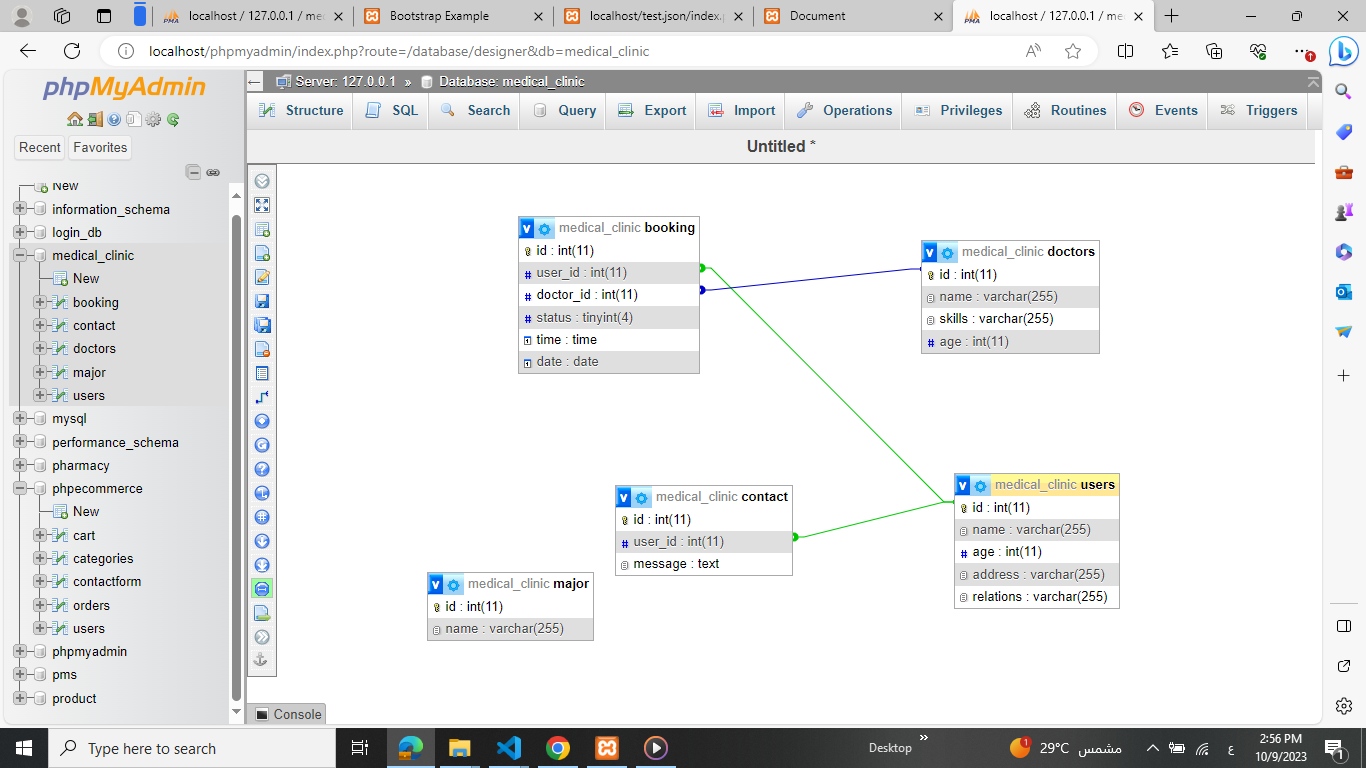 localhost / 127.0.0.1 / me
Bootstrap Example
localhost/test.json/index.
Document
localhost / 127.0.0.1 / me
localhost/phpmyadmin/index.php?route=/database/designer&db=medical_clinic
phpMyAdmin
Recent
Favorites
New
information_schema
login_db
medical_clinic
New
booking
contact
doctors
major
users
mysql
performance_schema
pharmacy
phpecommerce
New
cart
categories
contactform
orders
users
phpmyadmin
pms
product
Server: 127.0.0.1 » Database: medical_clinic
Structure
SQL
Search
Query
Export
Import
Operations
Privileges
Routines
Events
Triggers
Untitled *
medical_clinic booking
id : int(11)
user_id : int(11)
doctor_id : int(11)
status : tinyint(4)
time : time
date : date
medical_clinic doctors
id : int(11)
name : varchar(255)
skills : varchar(255)
age : int(11)
medical_clinic contact
id : int(11)
user_id : int(11)
message : text
medical_clinic users
id : int(11)
name : varchar(255)
age : int(11)
address : varchar(255)
relations : varchar(255)
medical_clinic major
id : int(11)
name : varchar(255)
Console
Type here to search
Desktop
»
1
29°C مشمس
ع
2:56 PM
10/9/2023
1